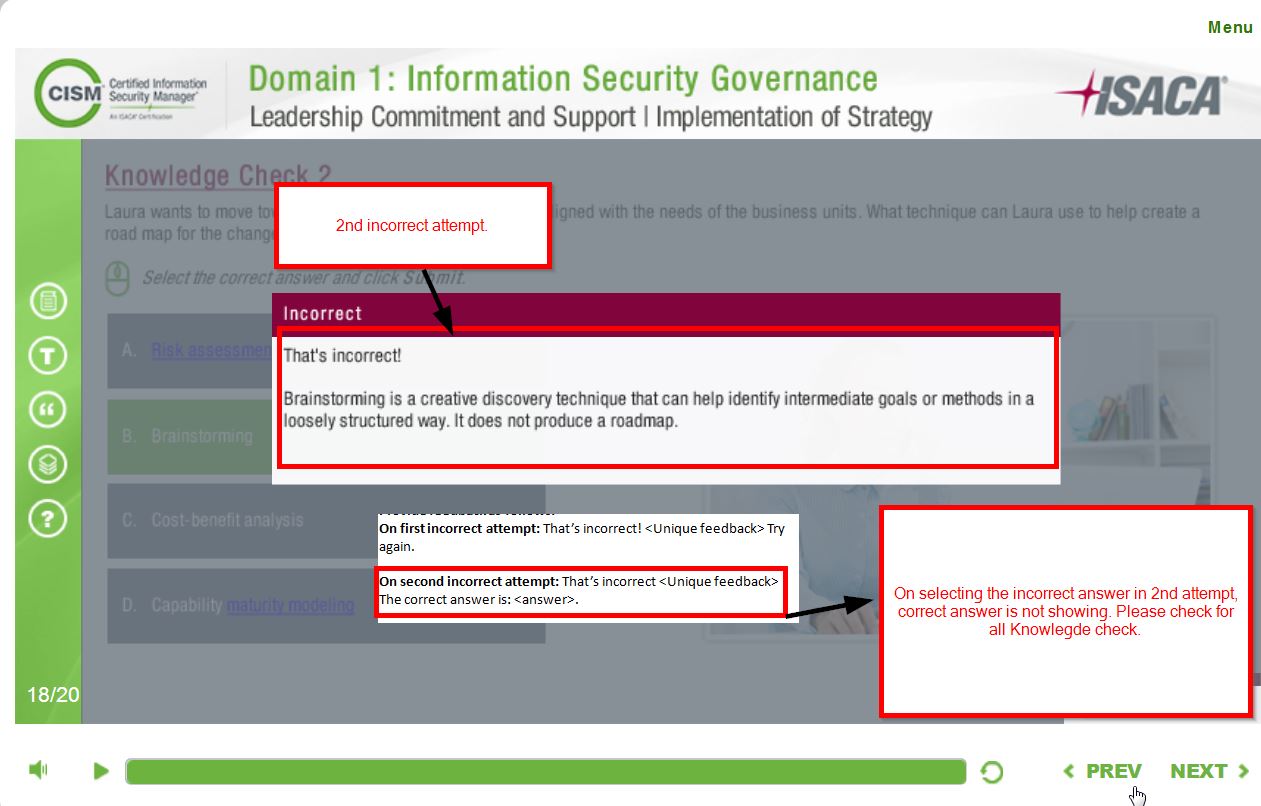 Menu
CISM
Certified Information
Security Manager®
An ISACA® Certification
Domain 1: Information Security Governance
Leadership Commitment and Support | Implementation of Strategy
ISACA®
Knowledge Check 2
Laura wants to move
igned with the needs of the business units. What technique can Laura use to help create a
road map for the change
2nd incorrect attempt.
Select the correct answer and click Submit.
Incorrect
That's incorrect!
Brainstorming is a creative discovery technique that can help identify intermediate goals or methods in a
loosely structured way. It does not produce a roadmap.
A. Risk assessmen
B. Brainstorming
C. Cost-benefit analysis
D. Capability maturity modeling
On first incorrect attempt: That's incorrect! <Unique feedback> Try
again.
On second incorrect attempt: That's incorrect <Unique feedback>
The correct answer is: <answer>.
On selecting the incorrect answer in 2nd attempt,
correct answer is not showing. Please check for
all Knowlegde check.
18/20
PREV
NEXT